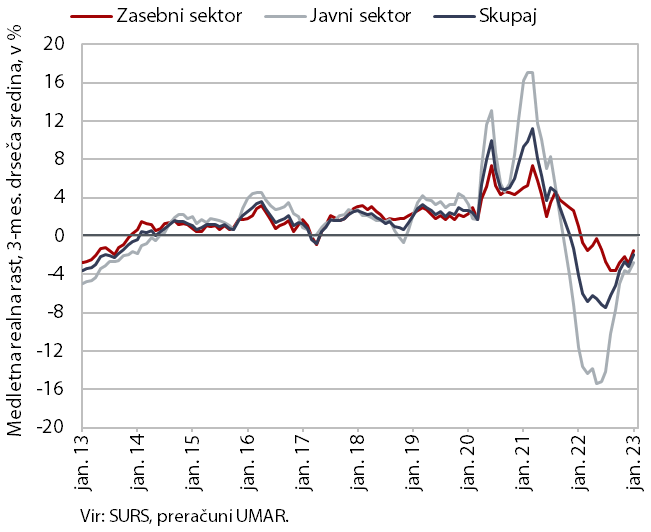 Zasebni sektor Javni sektor Skupaj
Medletna realna rast, 3-mes. drseča sredina, v %
20
16
12
8
4
0
-4
-8
-12
-16
-20
jan. 13
jan. 14
jan. 15
jan. 16
jan. 17
jan. 18
jan. 19
jan. 20
jan. 21
jan. 22
jan. 23
Vir: SURS, preračuni UMAR.